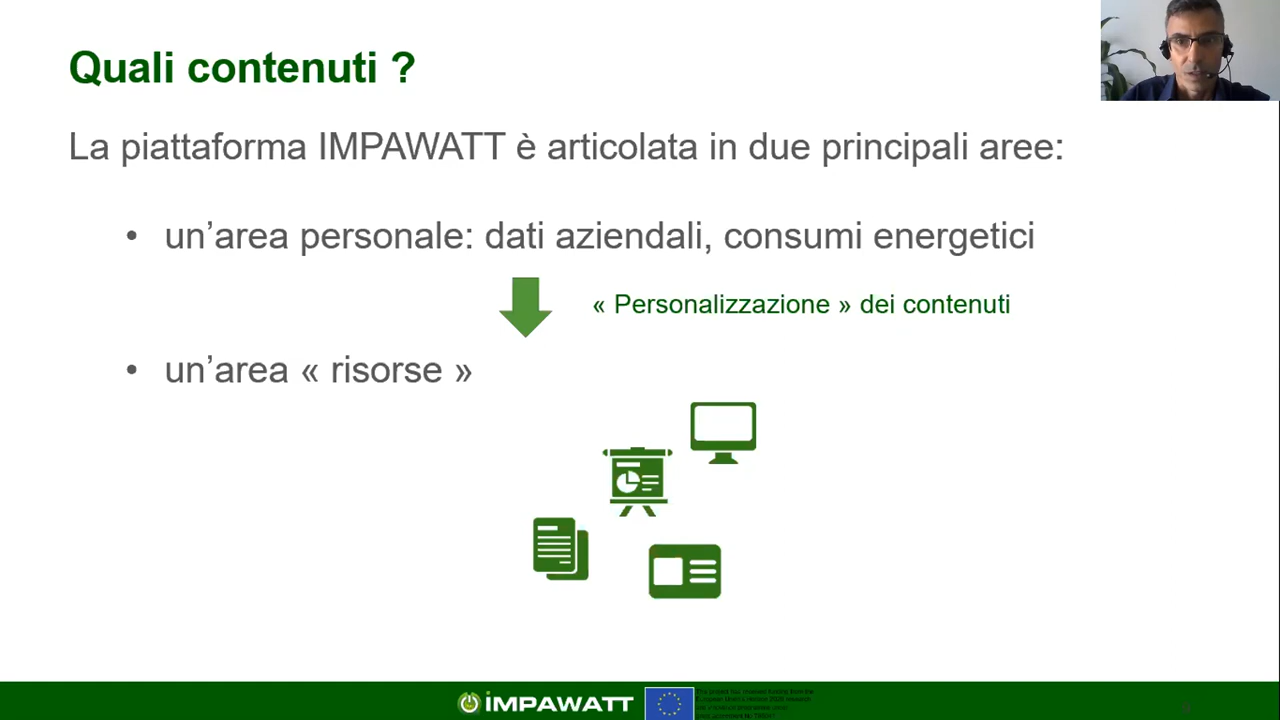 Quali contenuti ?
La piattaforma IMPAWATT è articolata in due principali aree:
• un’area personale: dati aziendali, consumi energetici
« Personalizzazione » dei contenuti
• un’area « risorse »
iMPAWATT